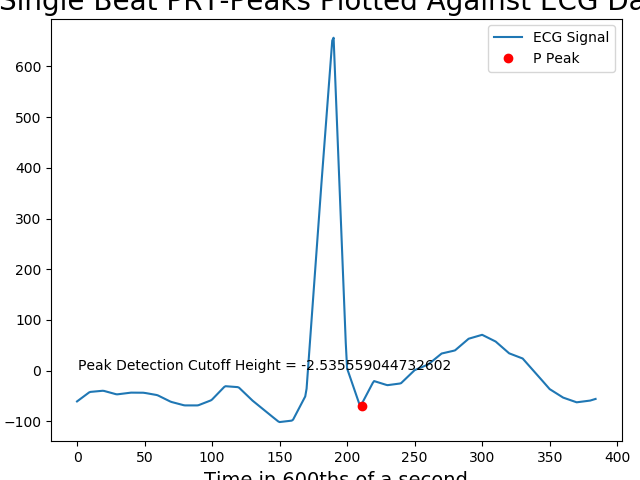 Single Beat PRT-Peaks Plotted Against ECG Da
ECG Signal
P Peak
600
500
400
300
200
100
0
−100
Peak Detection Cutoff Height = -2.535559044732602
0 50 100 150 200 250 300 350 400
Time in 600ths of a second